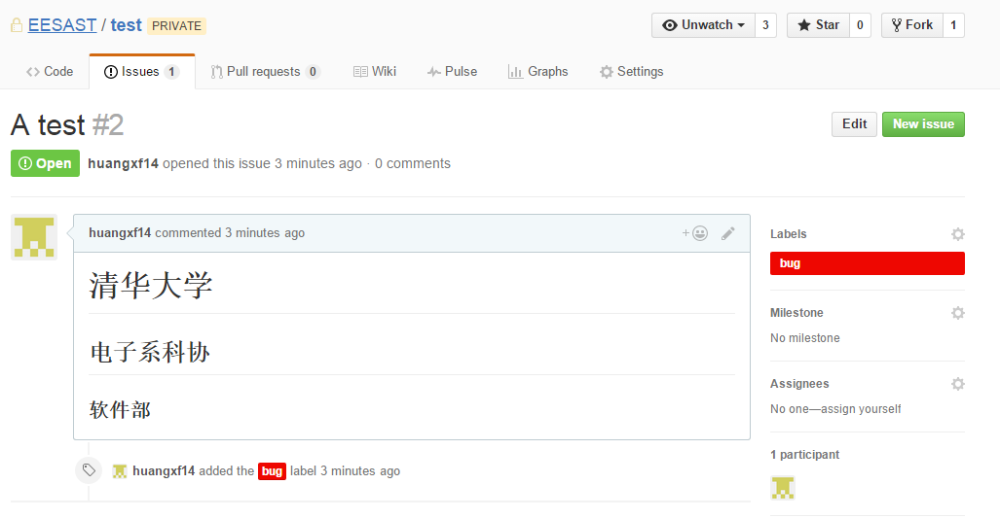 EESAST / test PRIVATE Unwatch 3 Star 0 Fork 1
Code Issues 1 Pull requests 0 Wiki Pulse Graphs Settings
A test #2 Edit New issue
Open huangxf14 opened this issue 3 minutes ago · 0 comments
huangxf14 commented 3 minutes ago +
清华大学
电子系科协
软件部
huangxf14 added the bug label 3 minutes ago
Labels
bug
Milestone
No milestone
Assignees
No one—assign yourself
1 participant